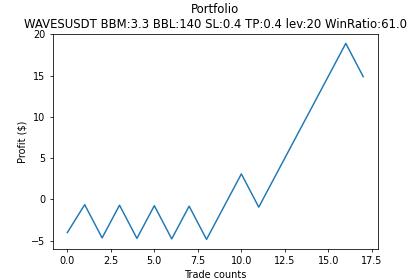 Portfolio
WAVESUSDT BBM:3.3 BBL:140 SL:0.4 TP:0.4 lev:20 WinRatio:61.0
20
15
10
5
0
−5
Profit ($)
0.0 2.5 5.0 7.5 10.0 12.5 15.0 17.5
Trade counts